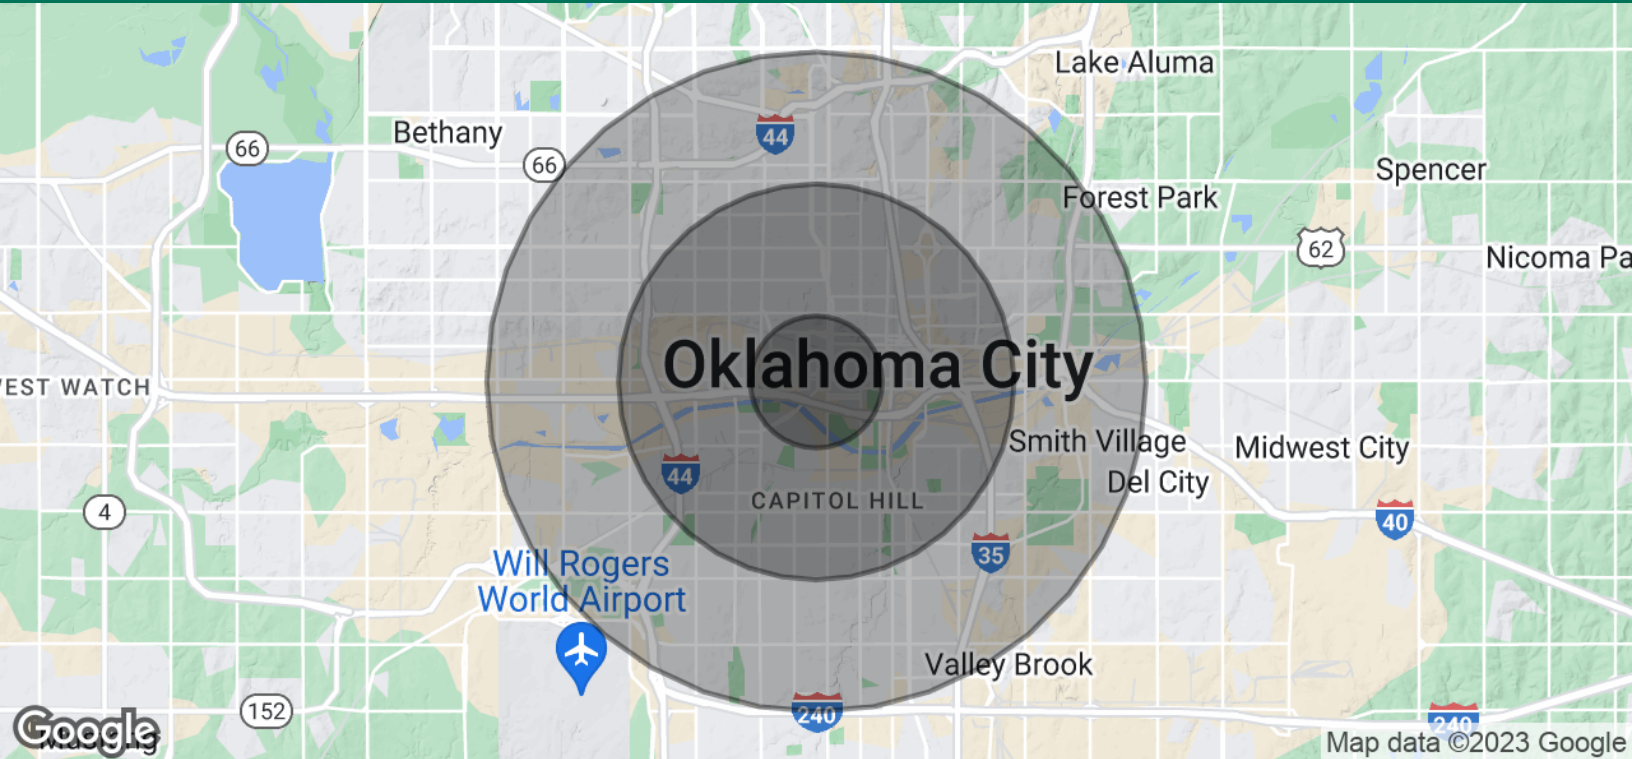 Lake Aluma
44
Bethany
66
66
Spencer
Forest Park
62
Nicoma Pa
Oklahoma City
EST WATCH
Smith Village
Midwest City
Del City
44
CAPITOL HILL
4
40
35
Will Rogers
World Airport
Valley Brook
152
240
240
Google
Map data ©2023 Google